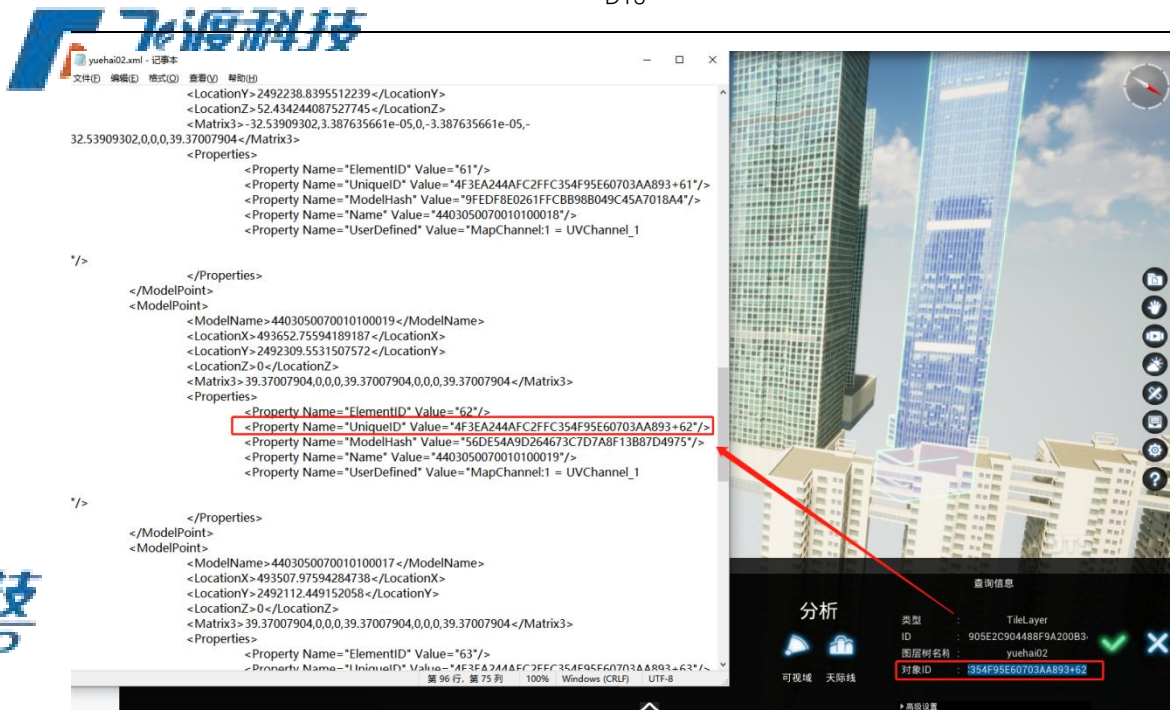 飞渡科技
yuehai02.xml - 记事本
文件(F) 编辑(E) 格式(O) 查看(V) 帮助(H)
<LocationY>2492238.8395512239</LocationY>
<LocationZ>52.434244087527745</LocationZ>
<Matrix3>-32.53909302,3.387635661e-05,0,-3.387635661e-05,-
32.53909302,0,0,0,39.37007904</Matrix3>
<Properties>
<Property Name="ElementID" Value="61"/>
<Property Name="UniqueID" Value="4F3EA244AFC2FFC354F95E60703AA893+61"/>
<Property Name="ModelHash" Value="9FEDF8E0261FFCBB98B049C45A7018A4"/>
<Property Name="Name" Value="4403050070010100018"/>
<Property Name="UserDefined" Value="MapChannel:1 = UVChannel_1
"/>
</Properties>
</ModelPoint>
<ModelPoint>
<ModelName>4403050070010100019</ModelName>
<LocationX>493652.75594189187</LocationX>
<LocationY>2492309.5531507572</LocationY>
<LocationZ>0</LocationZ>
<Matrix3>39.37007904,0,0,0,39.37007904,0,0,0,39.37007904</Matrix3>
<Properties>
<Property Name="ElementID" Value="62"/>
<Property Name="UniqueID" Value="4F3EA244AFC2FFC354F95E60703AA893+62"/>
<Property Name="ModelHash" Value="56DE54A9D264673C7D7A8F13B87D4975"/>
<Property Name="Name" Value="4403050070010100019"/>
<Property Name="UserDefined" Value="MapChannel:1 = UVChannel_1
"/>
</Properties>
</ModelPoint>
<ModelPoint>
<ModelName>4403050070010100017</ModelName>
<LocationX>493507.97594284738</LocationX>
<LocationY>2492112.449152058</LocationY>
<LocationZ>0</LocationZ>
<Matrix3>39.37007904,0,0,0,39.37007904,0,0,0,39.37007904</Matrix3>
<Properties>
<Property Name="ElementID" Value="63"/>
<Property Name="UniqueID" Value="4F3EA244AFC2FFC354F95E60703AA893+63"/>
第 96 行，第 75 列 100% Windows (CRLF) UTF-8
查询信息
分析
类型 : TileLayer
ID : 905E2C904488F9A200B3
图层树名称 : yuehai02
对象ID : 354F95E60703AA893+62
可视域 天际线
高级设置